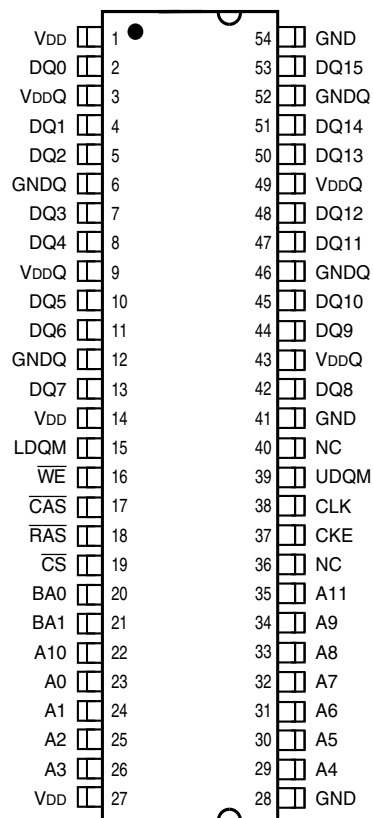 VDD 1 54 GND
DQ0 2 53 DQ15
VDDQ 3 52 GNDQ
DQ1 4 51 DQ14
DQ2 5 50 DQ13
GNDQ 6 49 VDDQ
DQ3 7 48 DQ12
DQ4 8 47 DQ11
VDDQ 9 46 GNDQ
DQ5 10 45 DQ10
DQ6 11 44 DQ9
GNDQ 12 43 VDDQ
DQ7 13 42 DQ8
VDD 14 41 GND
LDQM 15 40 NC
W̅E̅ 16 39 UDQM
C̅A̅S̅ 17 38 CLK
R̅A̅S̅ 18 37 CKE
C̅S̅ 19 36 NC
BA0 20 35 A11
BA1 21 34 A9
A10 22 33 A8
A0 23 32 A7
A1 24 31 A6
A2 25 30 A5
A3 26 29 A4
VDD 27 28 GND